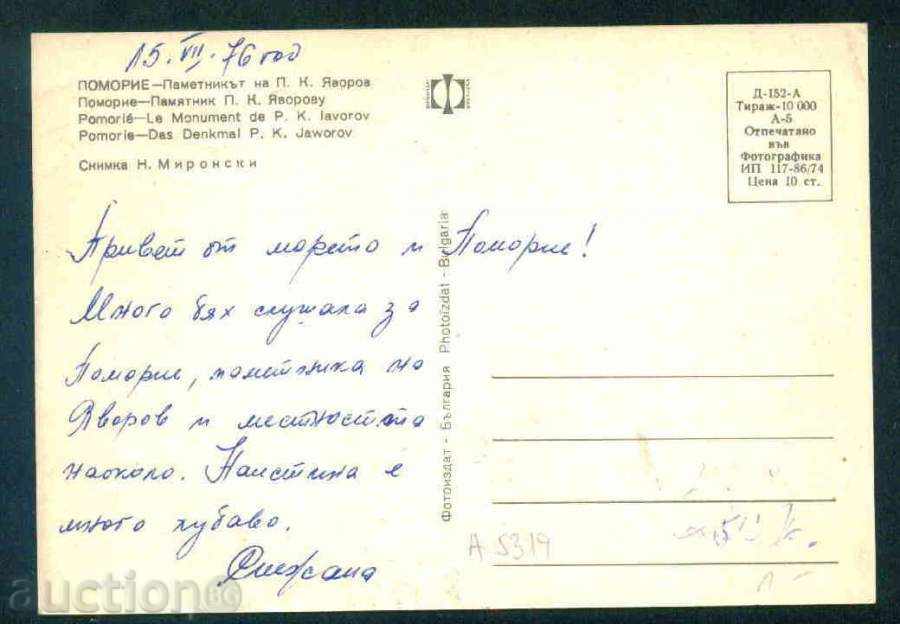 15. VII. 76 год
ПОМОРИЕ—Паметникът на П. К. Яворов
Поморие—Памятник П. К. Яворову
Pomorié—Le Monument de P. K. Iavorov
Pomorie—Das Denkmal P. K. Jaworov
Снимка Н. Миронски
Д-152-А
Тираж-10 000
А-5
Отпечатано
във
Фотографика
ИП 117-86/74
Цена 10 ст.
Привет от морето и Поморие!
Много бях слушала за
Поморие, паметника на
Яворов и местността
наоколо. Наистина е
много хубаво.
Фотоиздат - България Photoizdat - Bulgaria
А 5319
auction BG